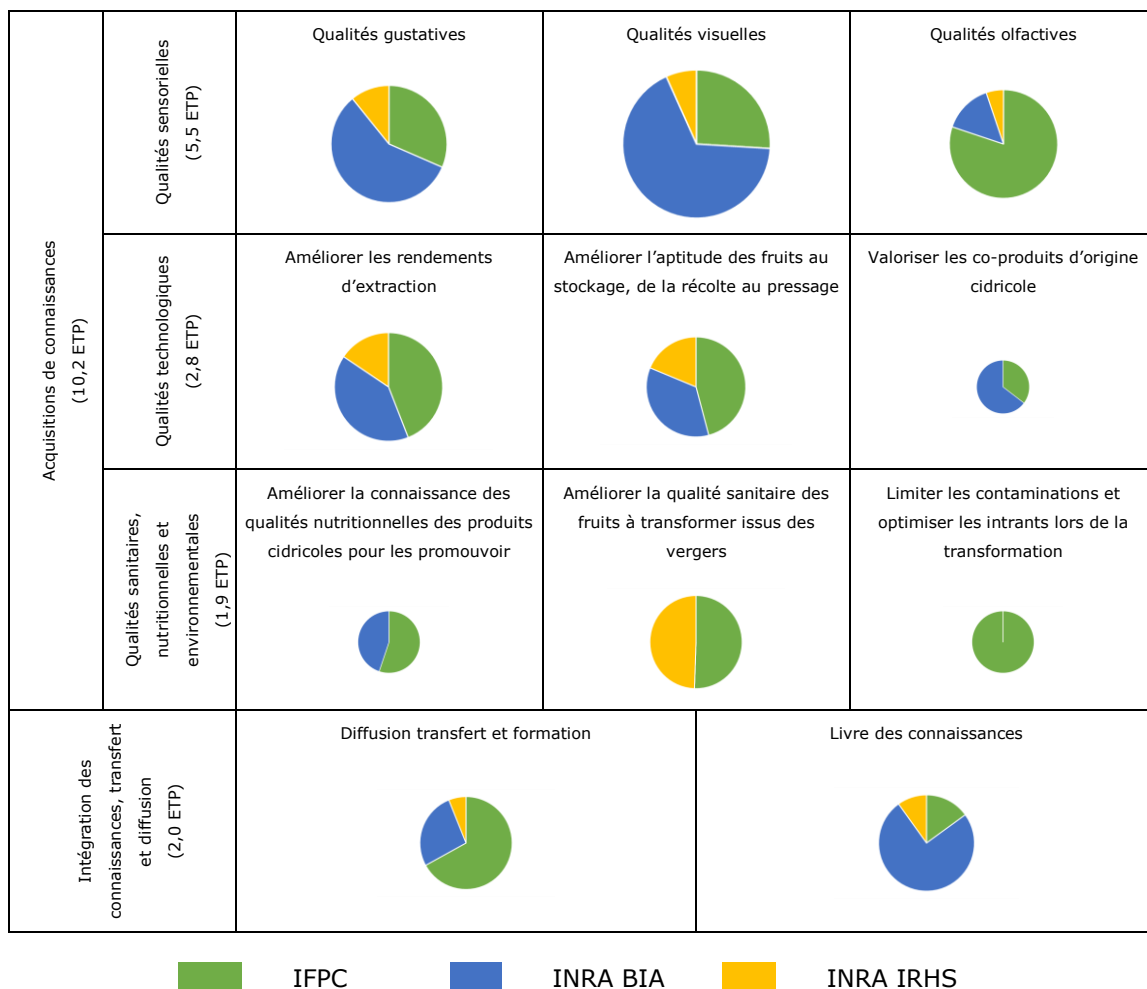 Acquisitions de connaissances
(10,2 ETP)
Qualités sensorielles
(5,5 ETP)
Qualités gustatives
Qualités visuelles
Qualités olfactives
Qualités technologiques
(2,8 ETP)
Améliorer les rendements
d’extraction
Améliorer l’aptitude des fruits au
stockage, de la récolte au pressage
Valoriser les co-produits d’origine
cidricole
Qualités sanitaires,
nutritionnelles et
environnementales
(1,9 ETP)
Améliorer la connaissance des
qualités nutritionnelles des produits
cidricoles pour les promouvoir
Améliorer la qualité sanitaire des
fruits à transformer issus des
vergers
Limiter les contaminations et
optimiser les intrants lors de la
transformation
Intégration des
connaissances, transfert
et diffusion
(2,0 ETP)
Diffusion transfert et formation
Livre des connaissances
IFPC
INRA BIA
INRA IRHS